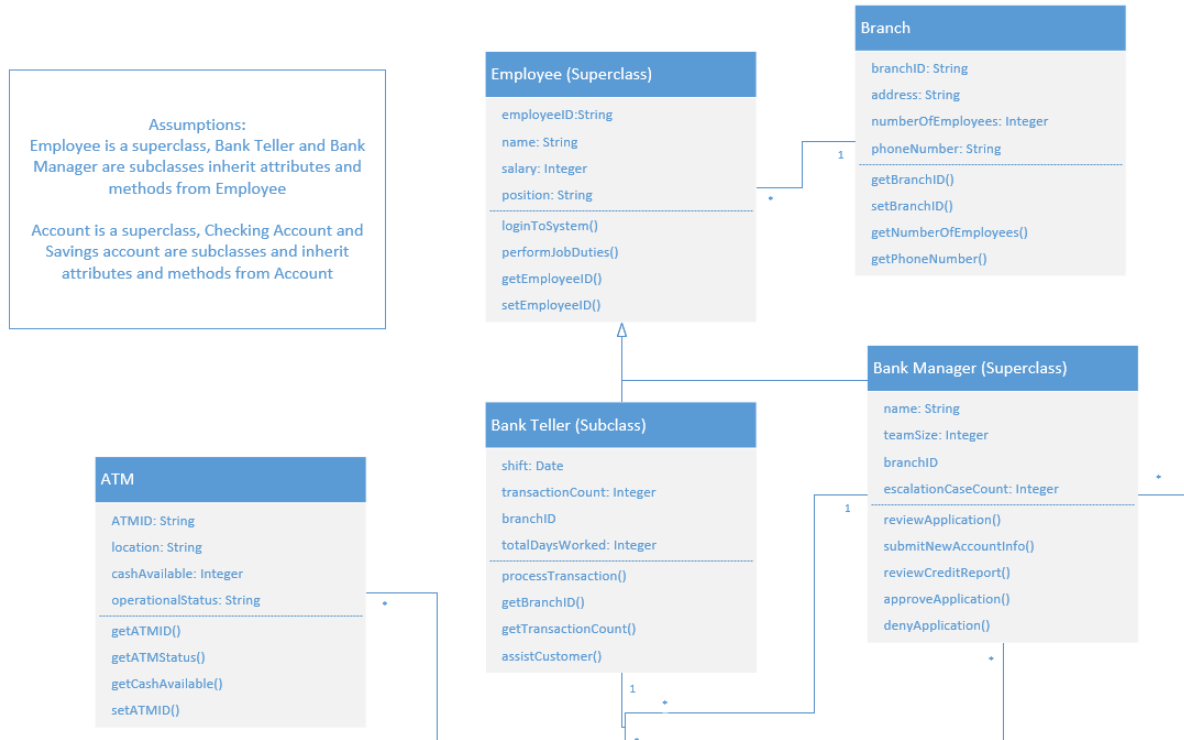 Assumptions:
Employee is a superclass, Bank Teller and Bank
Manager are subclasses inherit attributes and
methods from Employee
Account is a superclass, Checking Account and
Savings account are subclasses and inherit
attributes and methods from Account
Employee (Superclass)
employeeID:String
name: String
salary: Integer
position: String
loginToSystem()
performJobDuties()
getEmployeeID()
setEmployeeID()
*
1
Branch
branchID: String
address: String
numberOfEmployees: Integer
phoneNumber: String
getBranchID()
setBranchID()
getNumberOfEmployees()
getPhoneNumber()
ATM
ATMID: String
location: String
cashAvailable: Integer
operationalStatus: String
getATMID()
getATMStatus()
getCashAvailable()
setATMID()
*
Bank Teller (Subclass)
shift: Date
transactionCount: Integer
branchID
totalDaysWorked: Integer
processTransaction()
getBranchID()
getTransactionCount()
assistCustomer()
1
*
*
Bank Manager (Superclass)
name: String
teamSize: Integer
branchID
escalationCaseCount: Integer
reviewApplication()
submitNewAccountInfo()
reviewCreditReport()
approveApplication()
denyApplication()
1
*
*